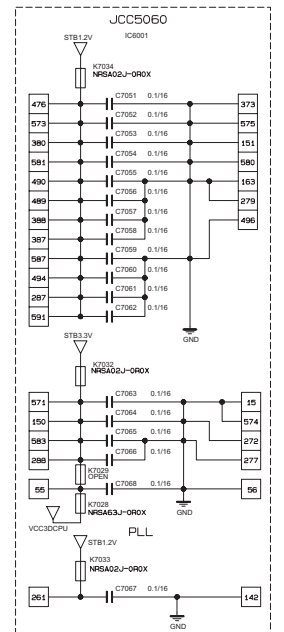 JCC5060
IC6001
STB1.2V
K7034
NRSA02J-0R0X
476 C7051 0.1/16 373
573 C7052 0.1/16 575
380 C7053 0.1/16 151
581 C7054 0.1/16 580
490 C7055 0.1/16 163
489 C7056 0.1/16 279
388 C7057 0.1/16 496
387 C7058 0.1/16
587 C7059 0.1/16
494 C7060 0.1/16
287 C7061 0.1/16
591 C7062 0.1/16
GND
STB3.3V
K7032
NRSA02J-0R0X
571 C7063 0.1/16 15
150 C7064 0.1/16 574
583 C7065 0.1/16 272
288 C7066 0.1/16 277
K7029
OPEN
55 C7068 0.1/16 56
K7028
NRSA63J-0R0X
GND
VCC3DCPU
PLL
STB1.2V
K7033
NRSA02J-0R0X
261 C7067 0.1/16 142
GND